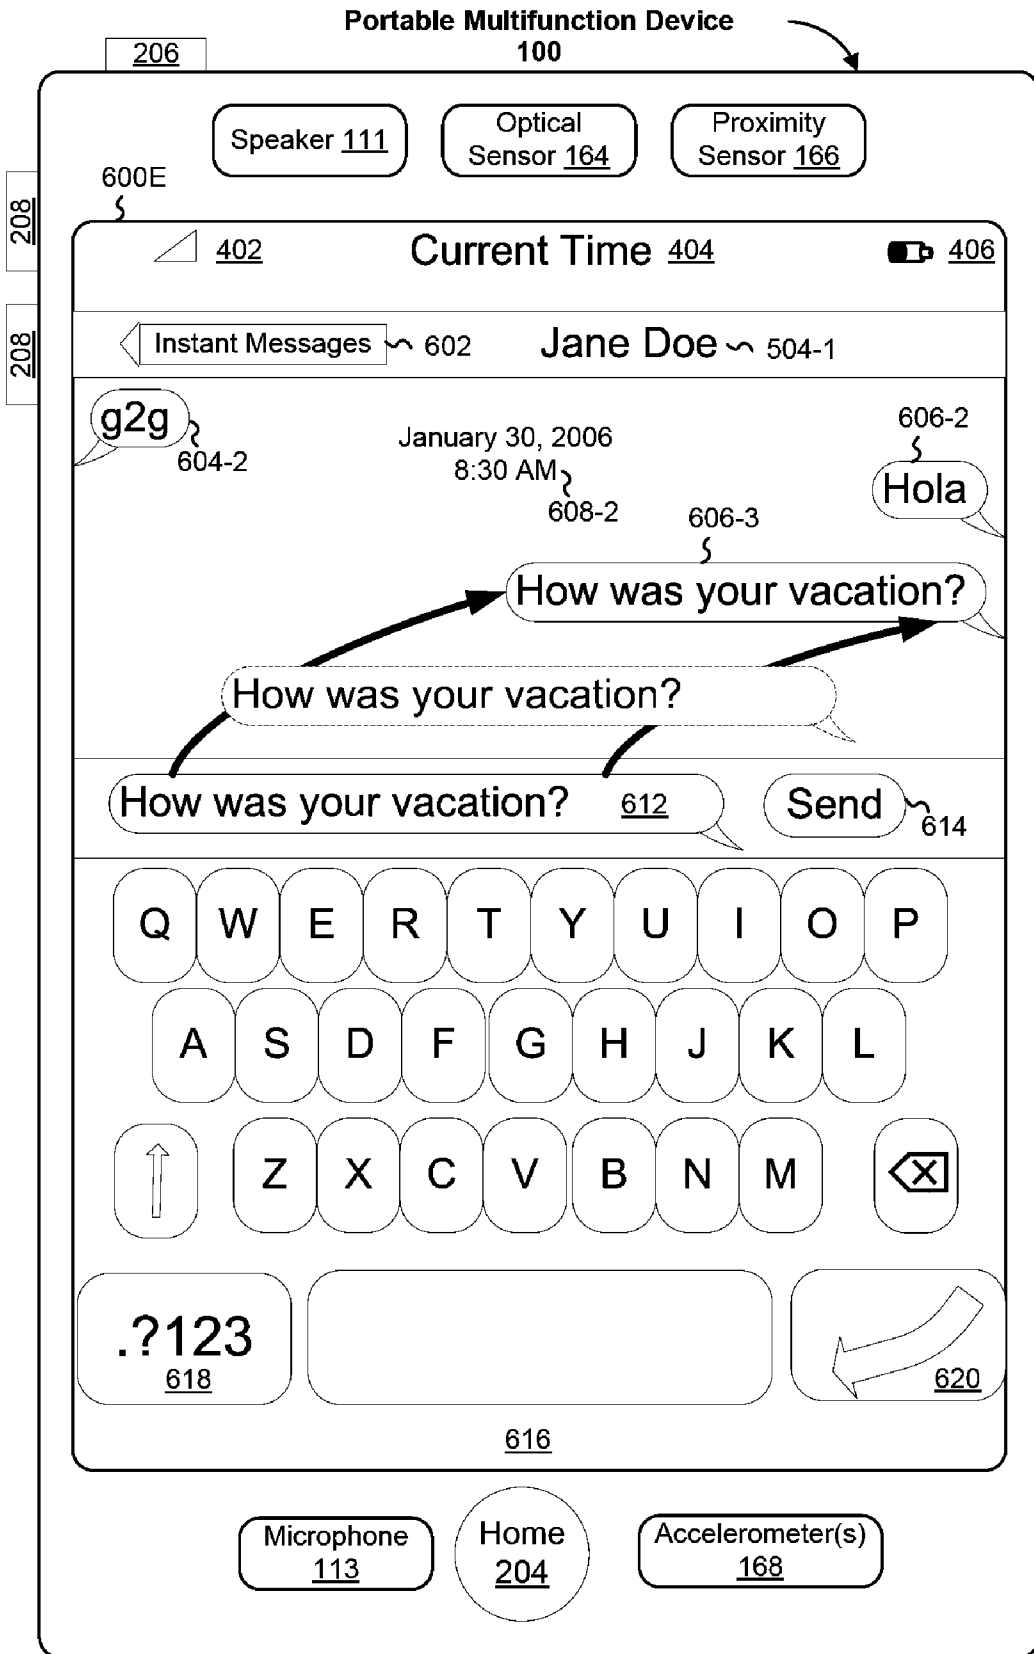 Portable Multifunction Device
100
206
Speaker 111
Optical
Sensor 164
Proximity
Sensor 166
600E
208
402
Current Time 404
406
208
Instant Messages
602
Jane Doe
504-1
g2g
604-2
January 30, 2006
8:30 AM
608-2
606-2
Hola
606-3
How was your vacation?
How was your vacation?
How was your vacation?
612
Send
614
Q W E R T Y U I O P
A S D F G H J K L
Z X C V B N M
.?123
618
620
616
Microphone
113
Home
204
Accelerometer(s)
168